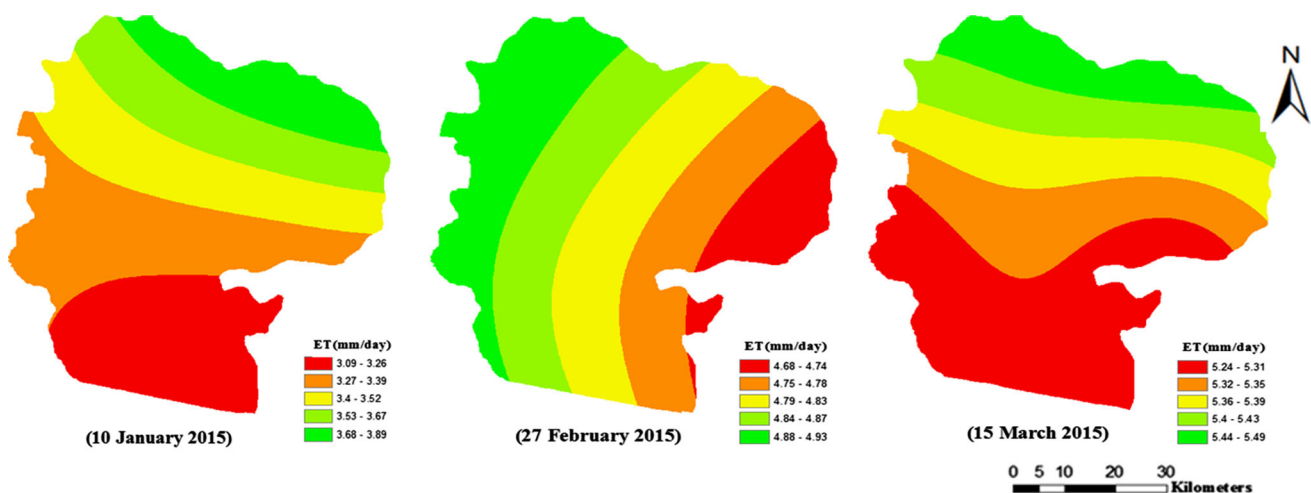 N
ET(mm/day)
3.09 - 3.26
3.27 - 3.39
3.4 - 3.52
3.53 - 3.67
3.68 - 3.89
(10 January 2015)
ET(mm/day)
4.68 - 4.74
4.75 - 4.78
4.79 - 4.83
4.84 - 4.87
4.88 - 4.93
(27 February 2015)
ET(mm/day)
5.24 - 5.31
5.32 - 5.35
5.36 - 5.39
5.4 - 5.43
5.44 - 5.49
(15 March 2015)
0 5 10 20 30
Kilometers